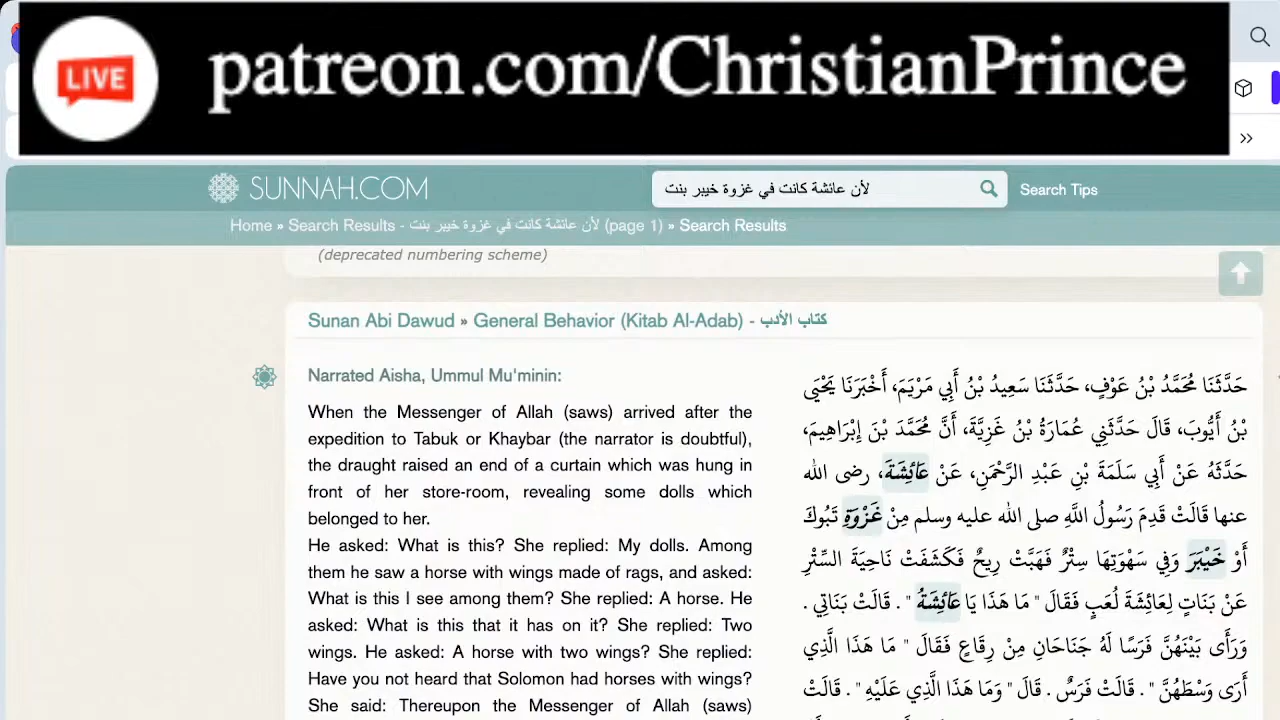 LIVE
patreon.com/ChristianPrince
SUNNAH.COM
لأن عائشة كانت في غزوة خيبر بنت
Search Tips
Home » Search Results - لأن عائشة كانت في غزوة خيبر بنت (page 1) » Search Results
(deprecated numbering scheme)
Sunan Abi Dawud » General Behavior (Kitab Al-Adab) - كتاب الأدب
Narrated Aisha, Ummul Mu'minin:
When the Messenger of Allah (saws) arrived after the
expedition to Tabuk or Khaybar (the narrator is doubtful),
the draught raised an end of a curtain which was hung in
front of her store-room, revealing some dolls which
belonged to her.
He asked: What is this? She replied: My dolls. Among
them he saw a horse with wings made of rags, and asked:
What is this I see among them? She replied: A horse. He
asked: What is this that it has on it? She replied: Two
wings. He asked: A horse with two wings? She replied:
Have you not heard that Solomon had horses with wings?
She said: Thereupon the Messenger of Allah (saws)
حَدَّثَنَا مُحَمَّدُ بْنُ عَوْفٍ، حَدَّثَنَا سَعِيدُ بْنُ أَبِي مَرْيَمَ، أَخْبَرَنَا يَحْيَى
بْنُ أَيُّوبَ، قَالَ حَدَّثَنِي عُمَارَةُ بْنُ غَزِيَّةَ، أَنَّ مُحَمَّدَ بْنَ إِبْرَاهِيمَ،
حَدَّثَهُ عَنْ أَبِي سَلَمَةَ بْنِ عَبْدِ الرَّحْمَنِ، عَنْ عَائِشَةَ، رضى الله
عنها قَالَتْ قَدِمَ رَسُولُ اللَّهِ صلى الله عليه وسلم مِنْ غَزْوَةِ تَبُوكَ
أَوْ خَيْبَرَ وَفِي سَهْوَتِهَا سِتْرٌ فَهَبَّتْ رِيحٌ فَكَشَفَتْ نَاحِيَةَ السِّتْرِ
عَنْ بَنَاتٍ لِعَائِشَةَ لُعَبٍ فَقَالَ " مَا هَذَا يَا عَائِشَةُ " . قَالَتْ بَنَاتِي .
وَرَأَى بَيْنَهُنَّ فَرَسًا لَهُ جَنَاحَانِ مِنْ رِقَاعٍ فَقَالَ " مَا هَذَا الَّذِي
أَرَى وَسْطَهُنَّ " . قَالَتْ فَرَسٌ . قَالَ " وَمَا هَذَا الَّذِي عَلَيْهِ " . قَالَتْ